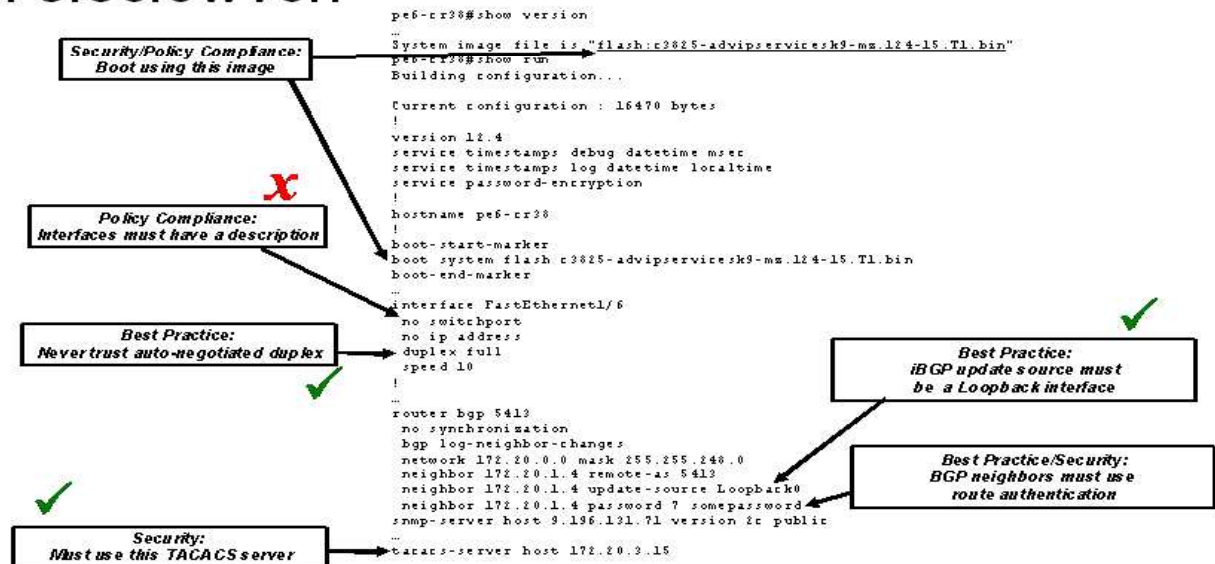 pe6-cr38#show version
…
System image file is "flash:c3825-advipservicesk9-mz.124-15.T1.bin"
pe6-cr38#show run
Building configuration...
Current configuration : 16470 bytes
!
version 12.4
service timestamps debug datetime msec
service timestamps log datetime localtime
service password-encryption
!
hostname pe6-cr38
!
boot-start-marker
boot system flash c3825-advipservicesk9-mz.124-15.T1.bin
boot-end-marker
…
interface FastEthernet1/6
no switchport
no ip address
duplex full
speed 10
!
…
router bgp 5413
no synchronization
bgp log-neighbor-changes
network 172.20.0.0 mask 255.255.248.0
neighbor 172.20.1.4 remote-as 5413
neighbor 172.20.1.4 update-source Loopback0
neighbor 172.20.1.4 password 7 somepassword
snmp-server host 9.196.131.71 version 2c public
…
tacacs-server host 172.20.3.15
Security/Policy Compliance:
Boot using this image
x
Policy Compliance:
Interfaces must have a description
Best Practice:
Never trust auto-negotiated duplex
Security:
Must use this TACACS server
Best Practice:
iBGP update source must
be a Loopback interface
Best Practice/Security:
BGP neighbors must use
route authentication